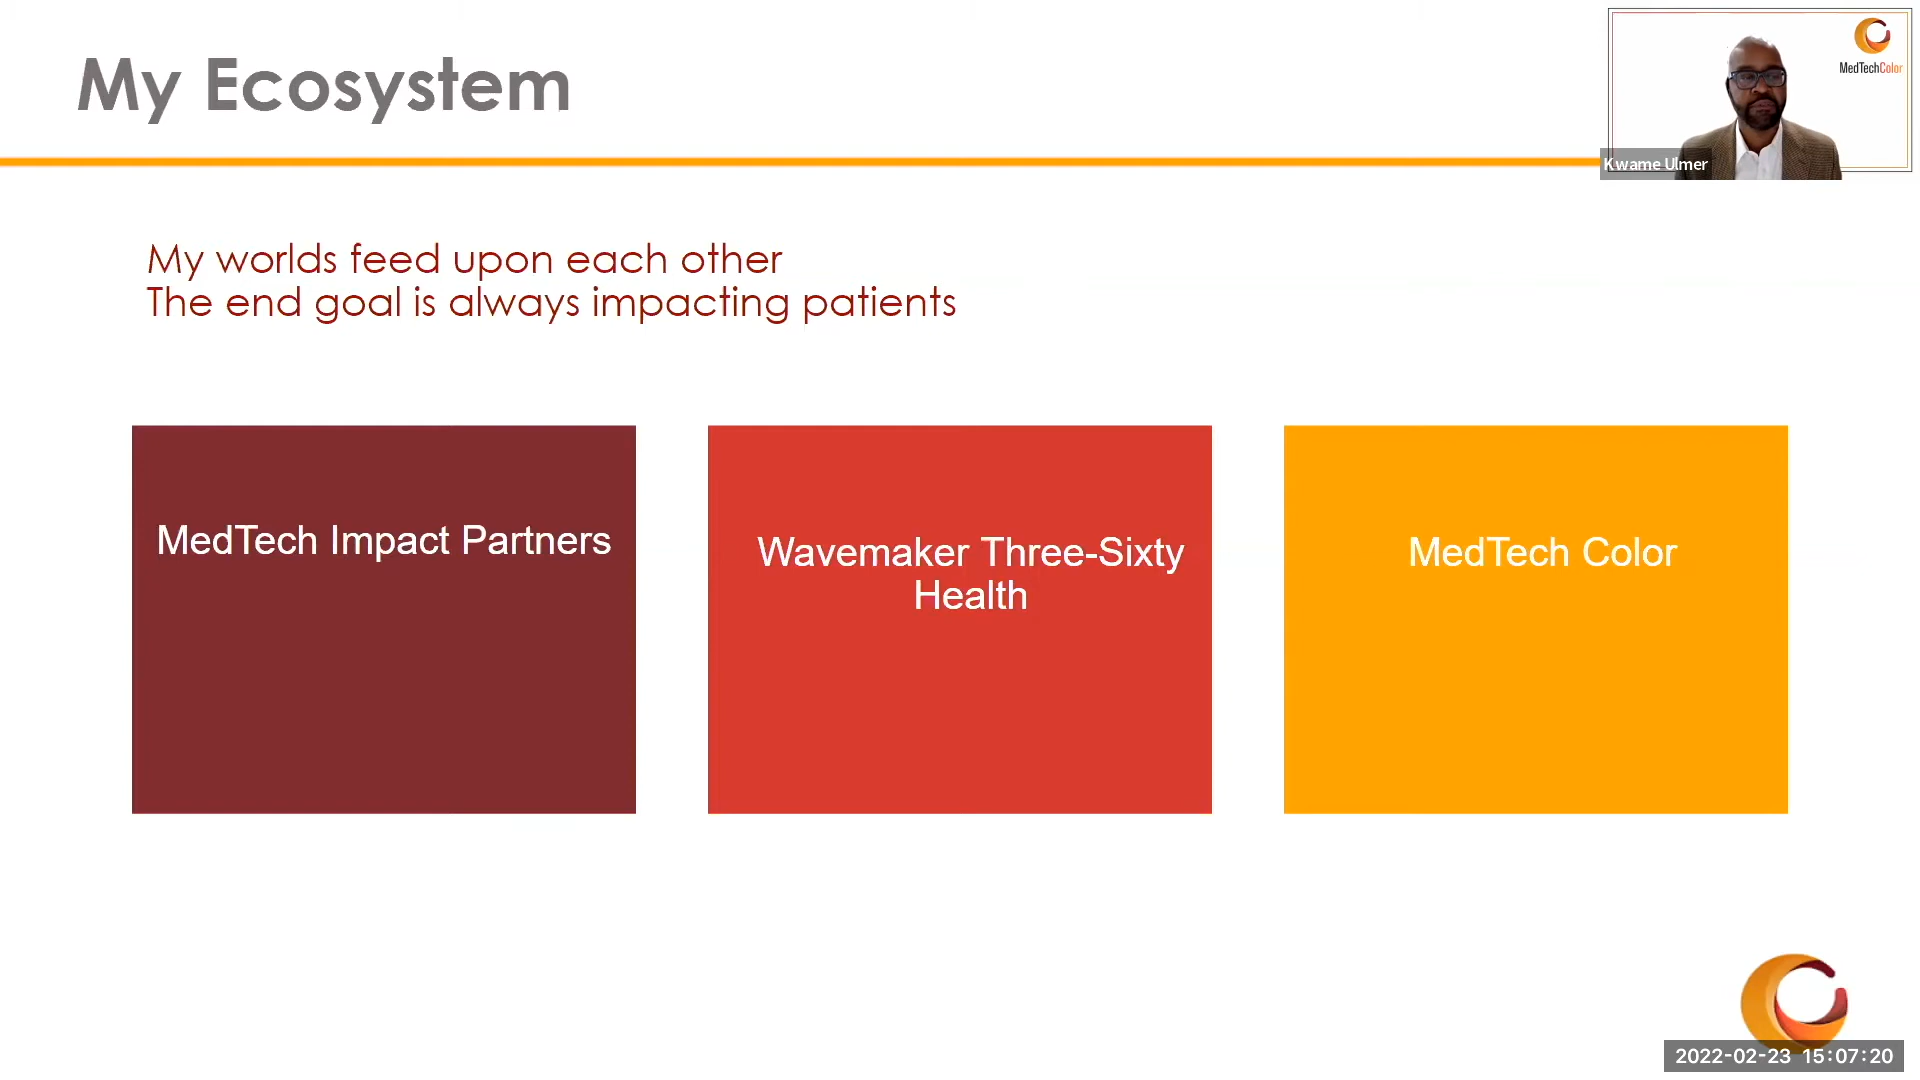 My Ecosystem
MedTechColor
Kwame Ulmer
My worlds feed upon each other
The end goal is always impacting patients
MedTech Impact Partners
Wavemaker Three-Sixty
Health
MedTech Color
2022-02-23 15:07:20